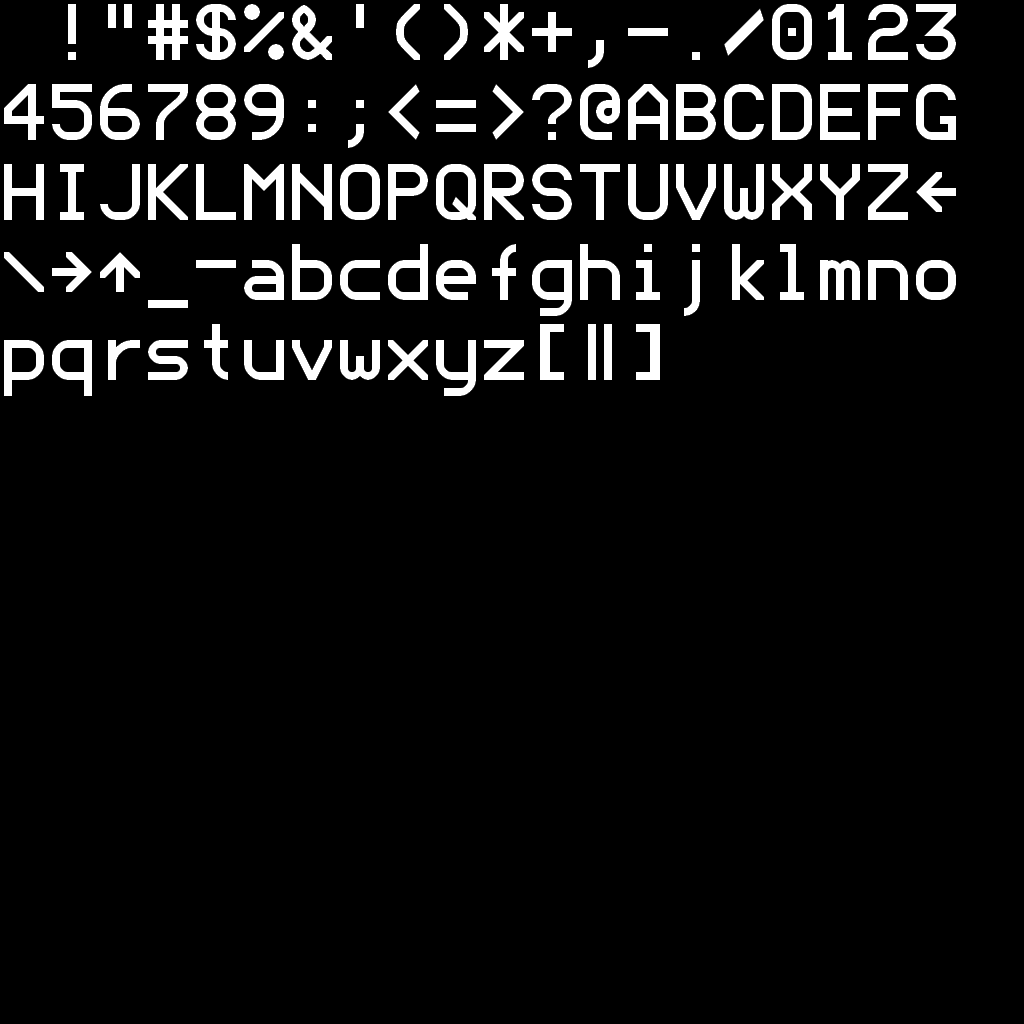 !"#$%&'()*+,-./0123
456789:;<=>?@ABCDEFG
HIJKLMNOPQRSTUVWXYZ←
\→↑_¯abcdefghijklmno
pqrstuvwxyz[‖]